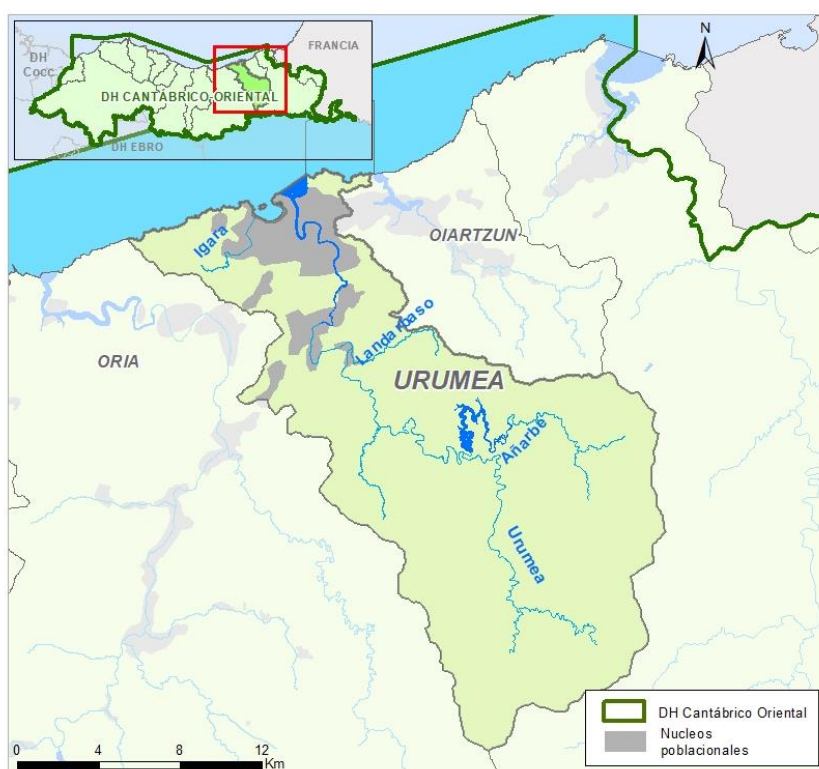 FRANCIA
DH
Cocc
DH CANTÁBRICO ORIENTAL
DH EBRO
N
Igara
OIARTZUN
Landarbaso
ORIA
URUMEA
Añarbe
Urumea
DH Cantábrico Oriental
Nucleos
poblacionales
0 4 8 12
Km